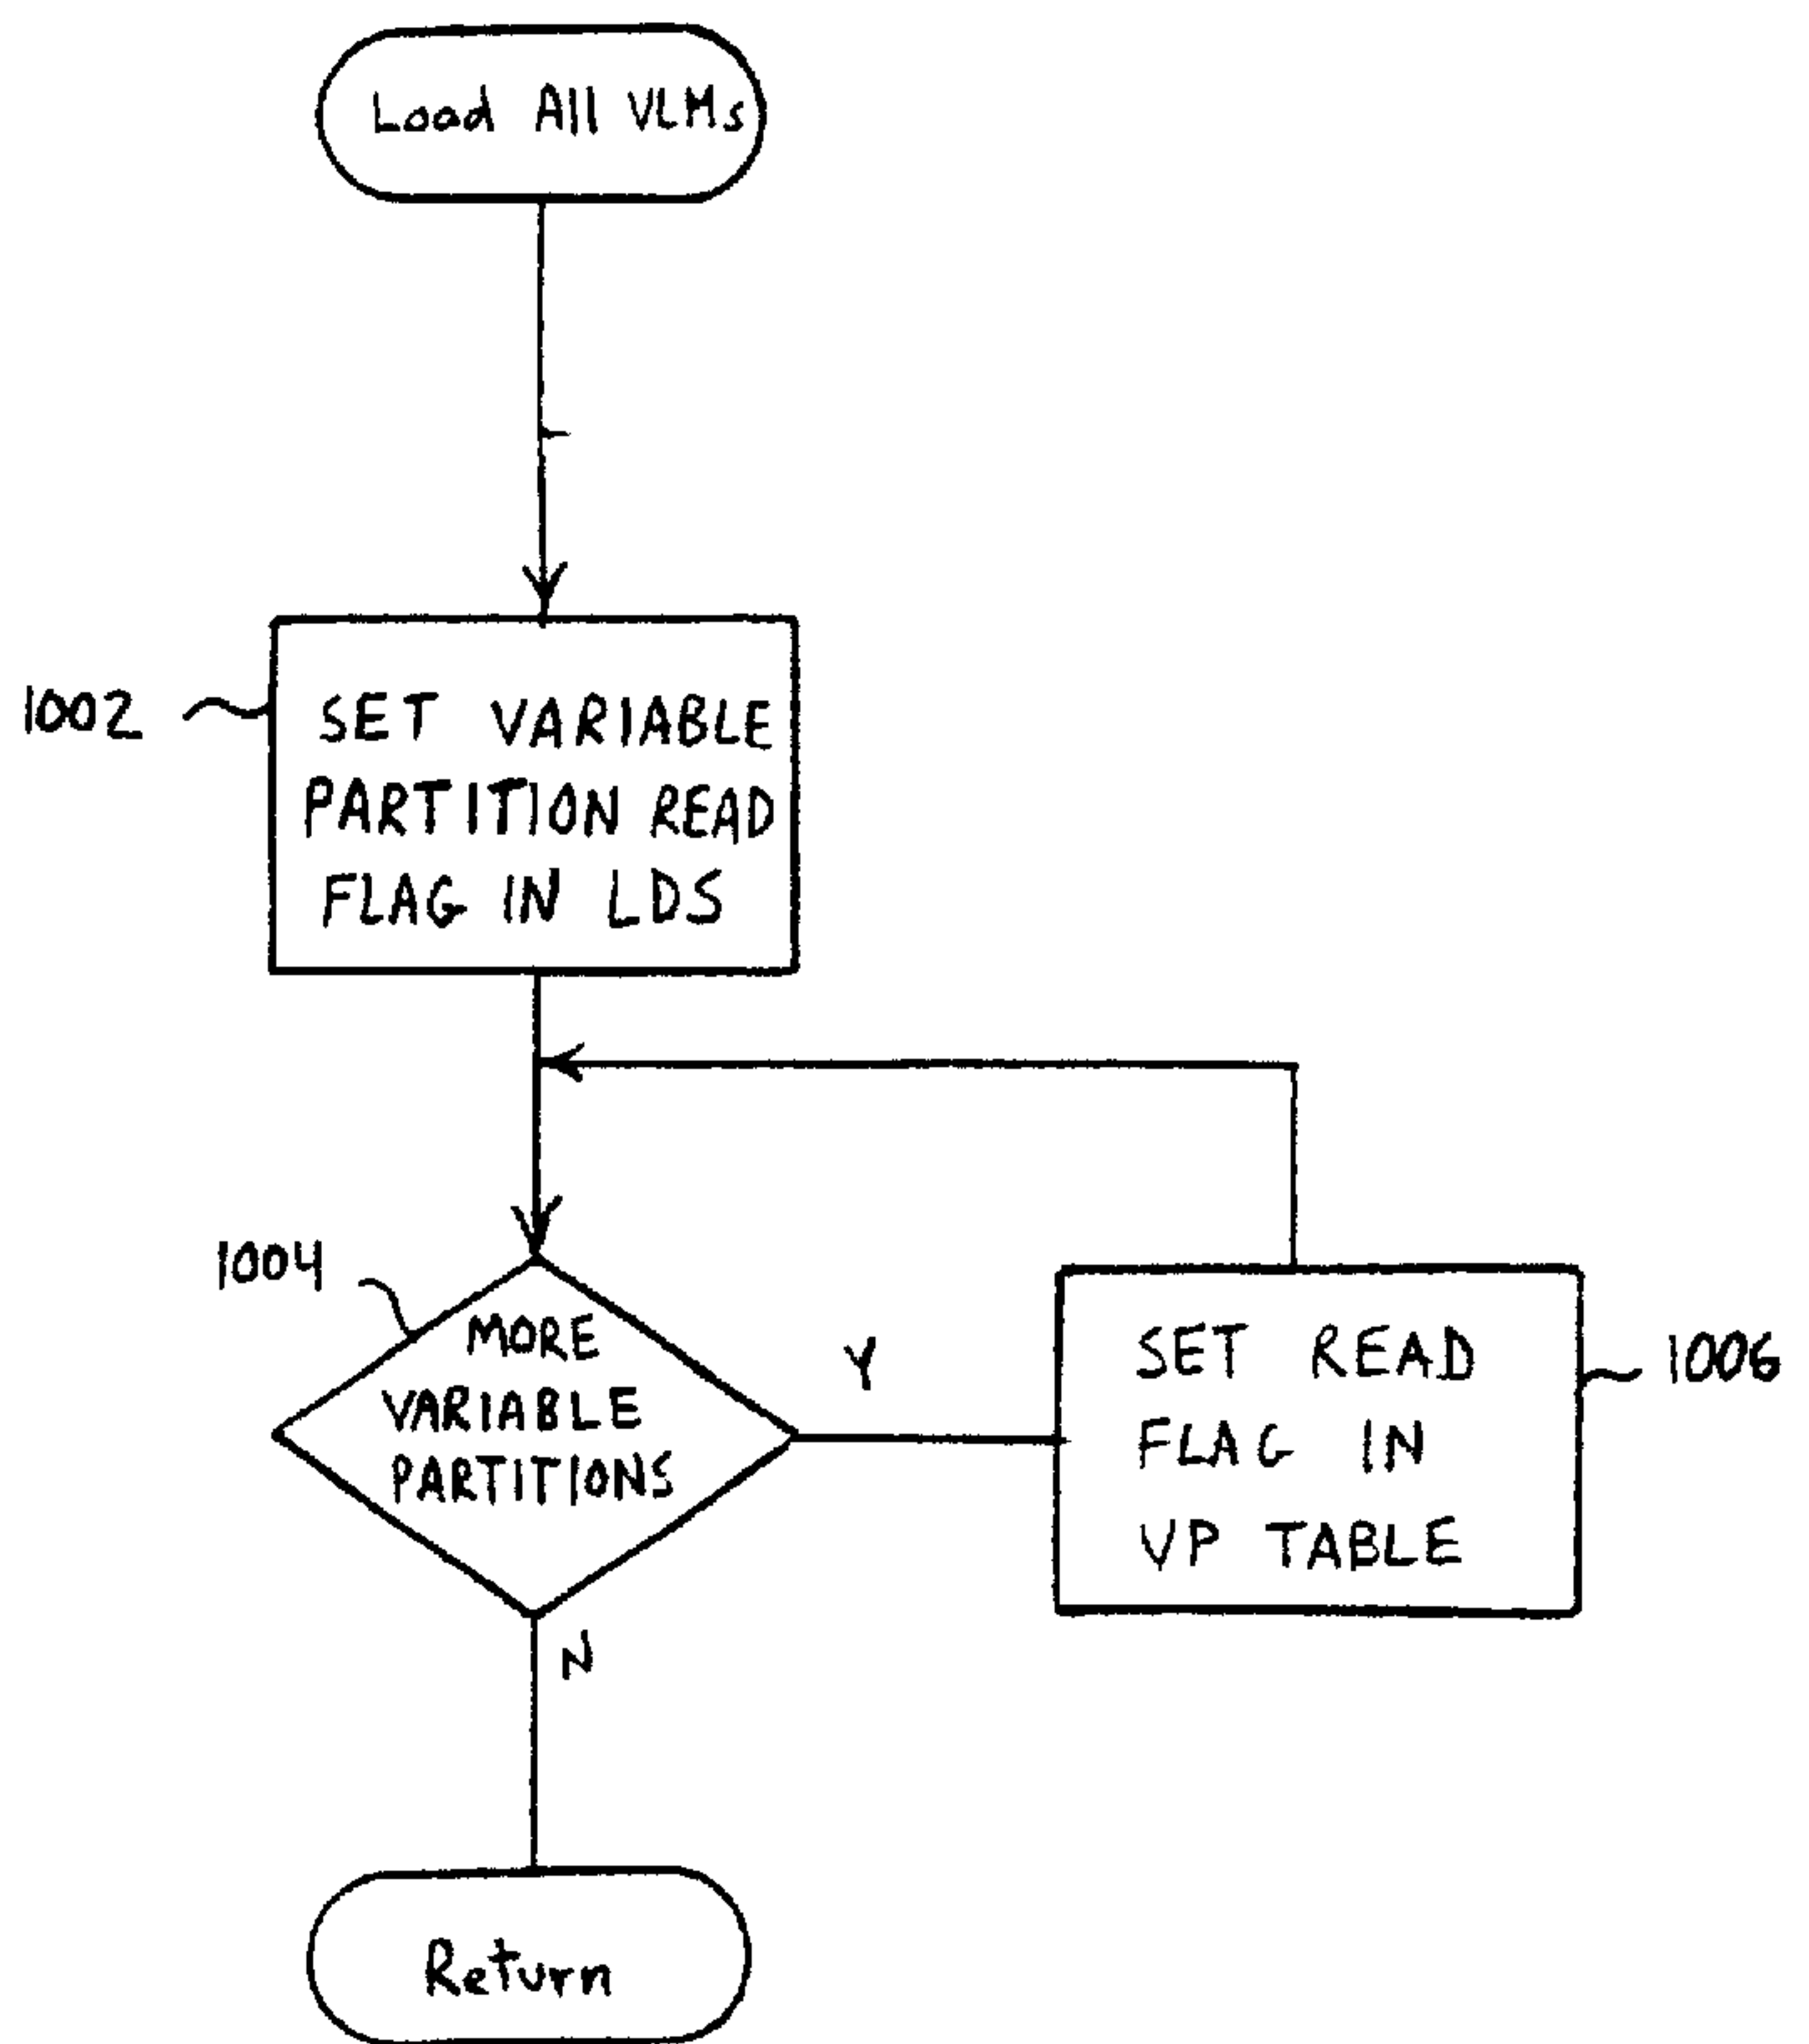 Load All VLMs
1002
SET VARIABLE
PARTITION READ
FLAG IN LDS
1004
MORE
VARIABLE
PARTITIONS
Y
SET READ
FLAG IN
VP TABLE
1006
N
Return